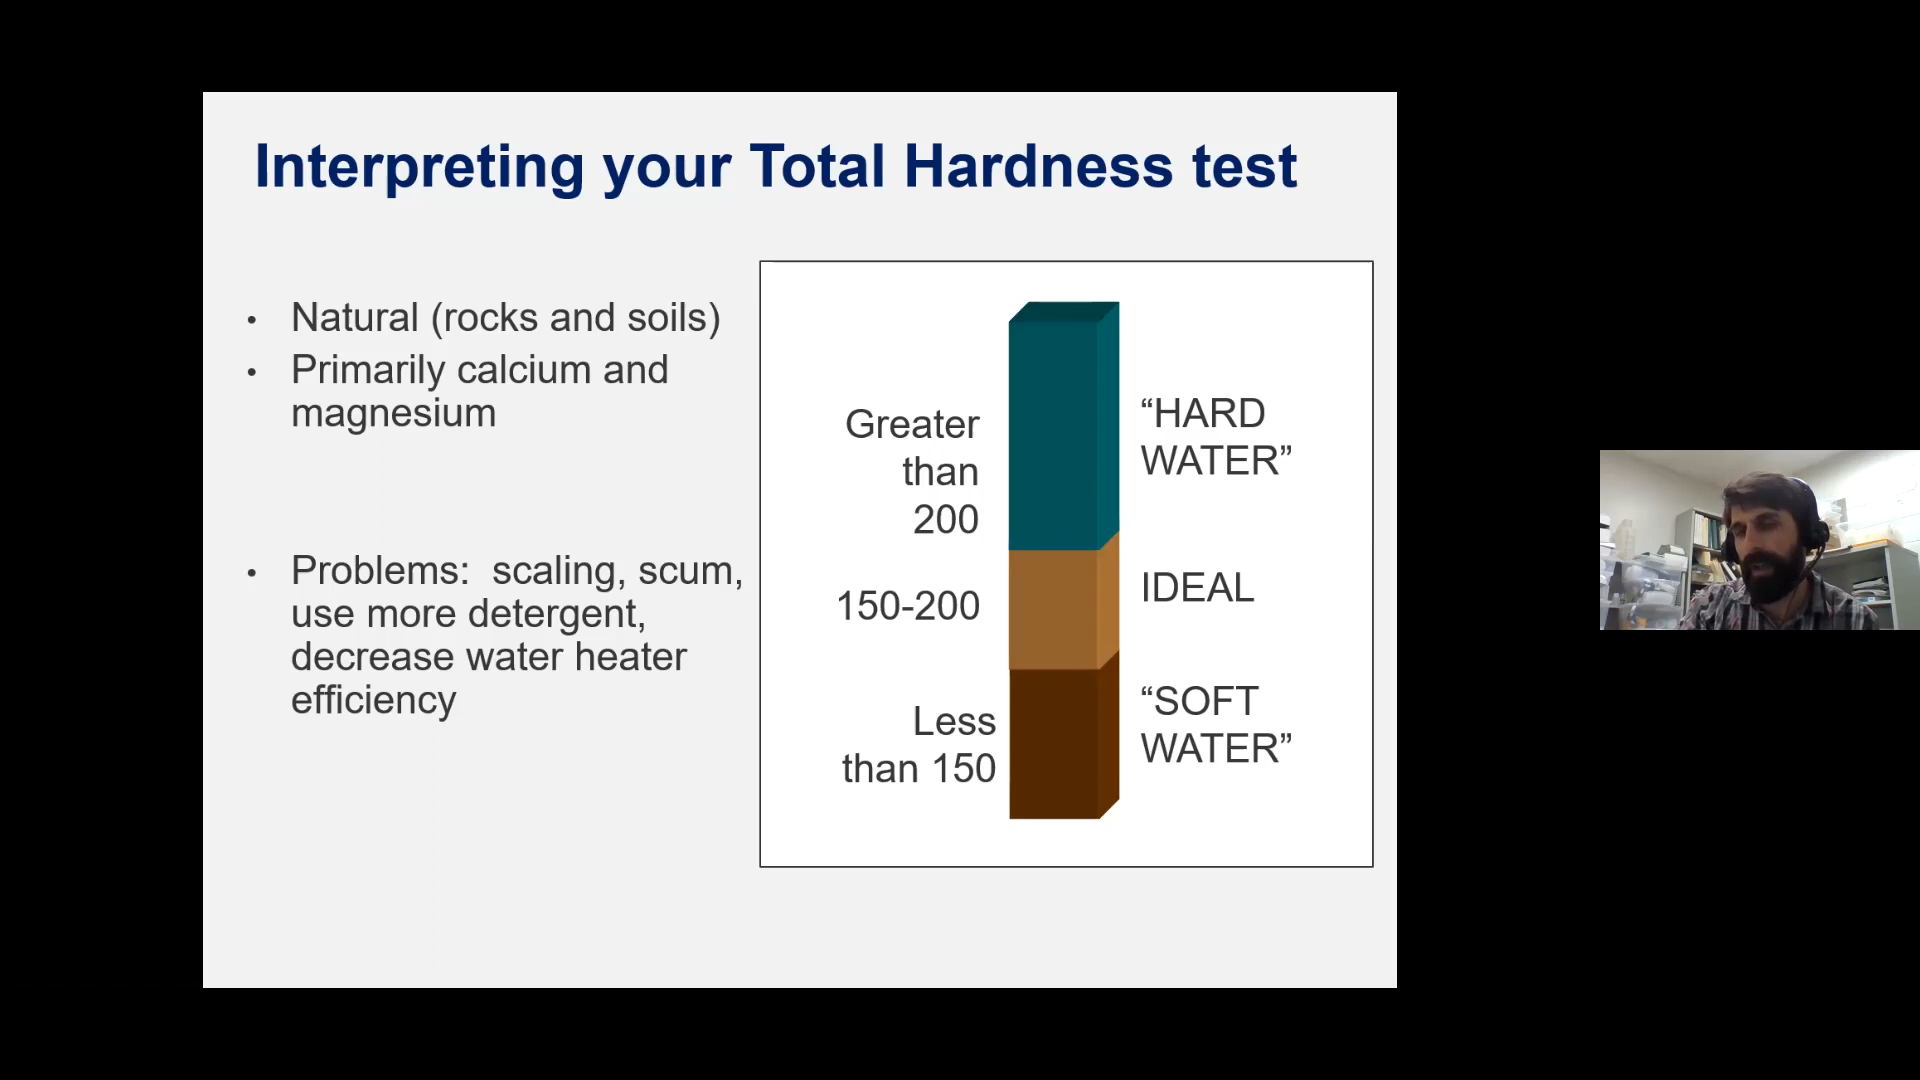 Interpreting your Total Hardness test
• Natural (rocks and soils)
• Primarily calcium and
magnesium
• Problems:  scaling, scum,
use more detergent,
decrease water heater
efficiency
Greater
than
200
“HARD
WATER”
150-200
IDEAL
Less
than 150
“SOFT
WATER”